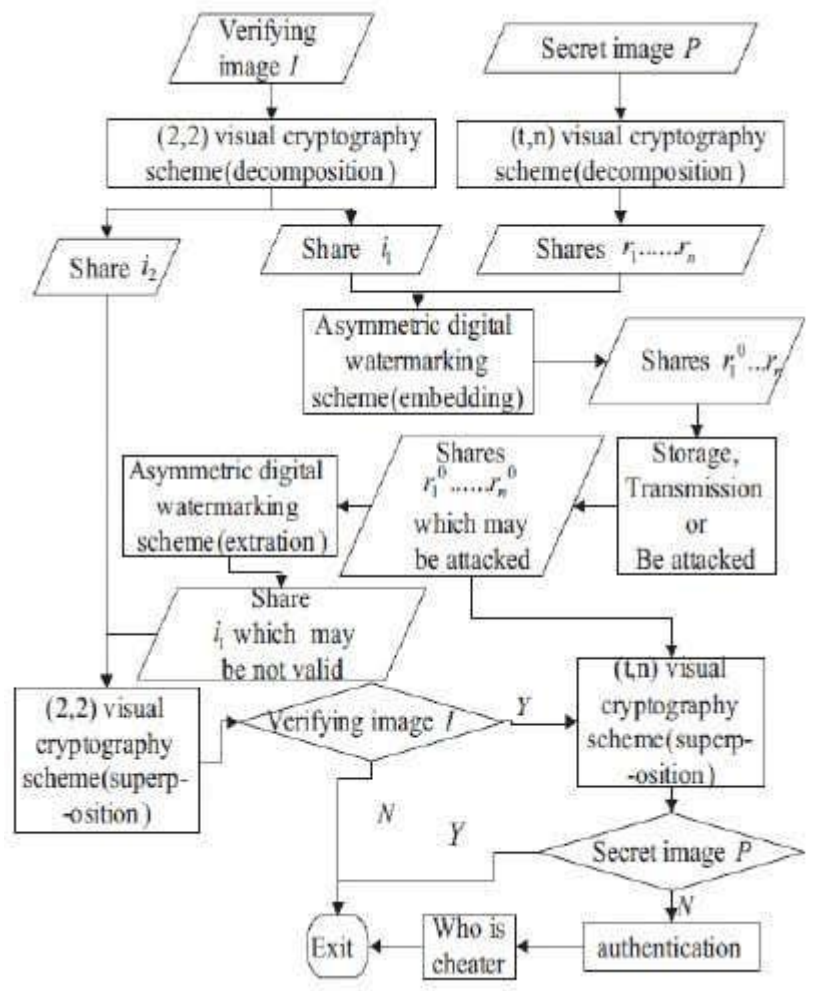 Verifying
image I
Secret image P
(2,2) visual cryptography
scheme(decomposition)
(t,n) visual cryptography
scheme(decomposition)
Share i₂
Share i₁
Shares r₁......rₙ
Asymmetric digital
watermarking
scheme(embedding)
Shares r₁⁰...rₙ
Asymmetric digital
watermarking
scheme(extration)
Shares
r₁⁰......rₙ⁰
which may
be attacked
Storage,
Transmission
or
Be attacked
Share
i₁ which may
be not valid
(2,2) visual
cryptography
scheme(superp-
-osition)
Verifying image I
Y
(t,n) visual
cryptography
scheme(superp-
-osition)
N
Y
Secret image P
N
Exit
Who is
cheater
authentication